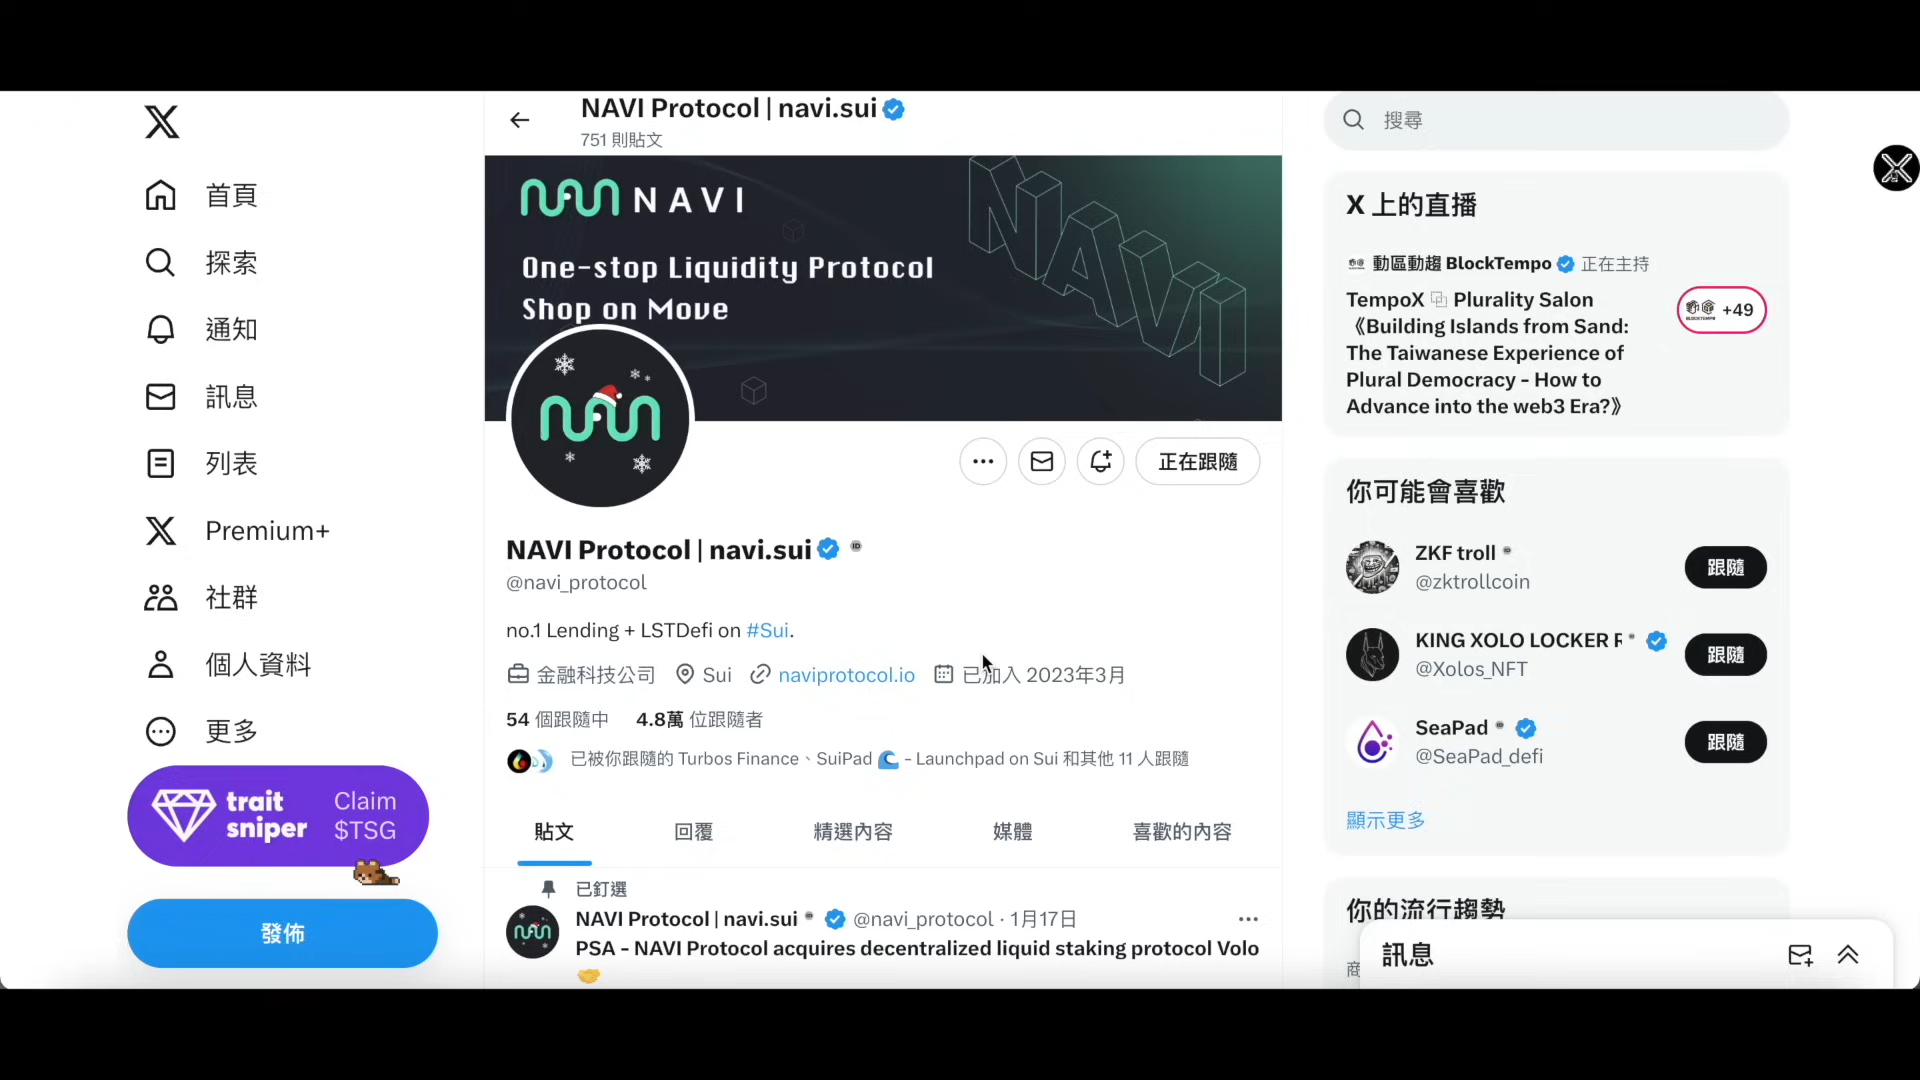 首頁
探索
通知
訊息
列表
Premium+
社群
個人資料
更多
trait sniper
Claim $TSG
發佈
NAVI Protocol | navi.sui
751 則貼文
NAVI
One-stop Liquidity Protocol
Shop on Move
NAVI
正在跟隨
NAVI Protocol | navi.sui
@navi_protocol
no.1 Lending + LSTDefi on #Sui.
金融科技公司 Sui naviprotocol.io 已加入 2023年3月
54 個跟隨中 4.8萬 位跟隨者
已被你跟隨的 Turbos Finance、SuiPad 🌊 - Launchpad on Sui 和其他 11 人跟隨
貼文 回覆 精選內容 媒體 喜歡的內容
已釘選
NAVI Protocol | navi.sui @navi_protocol · 1月17日
PSA - NAVI Protocol acquires decentralized liquid staking protocol Volo
🤝
搜尋
X 上的直播
動區動趨 BlockTempo 正在主持
TempoX Plurality Salon
《Building Islands from Sand:
The Taiwanese Experience of
Plural Democracy - How to
Advance into the web3 Era?》
+49
你可能會喜歡
ZKF troll
@zktrollcoin
跟隨
KING XOLO LOCKER
@Xolos_NFT
跟隨
SeaPad
@SeaPad_defi
跟隨
顯示更多
你的流行趨勢
訊息